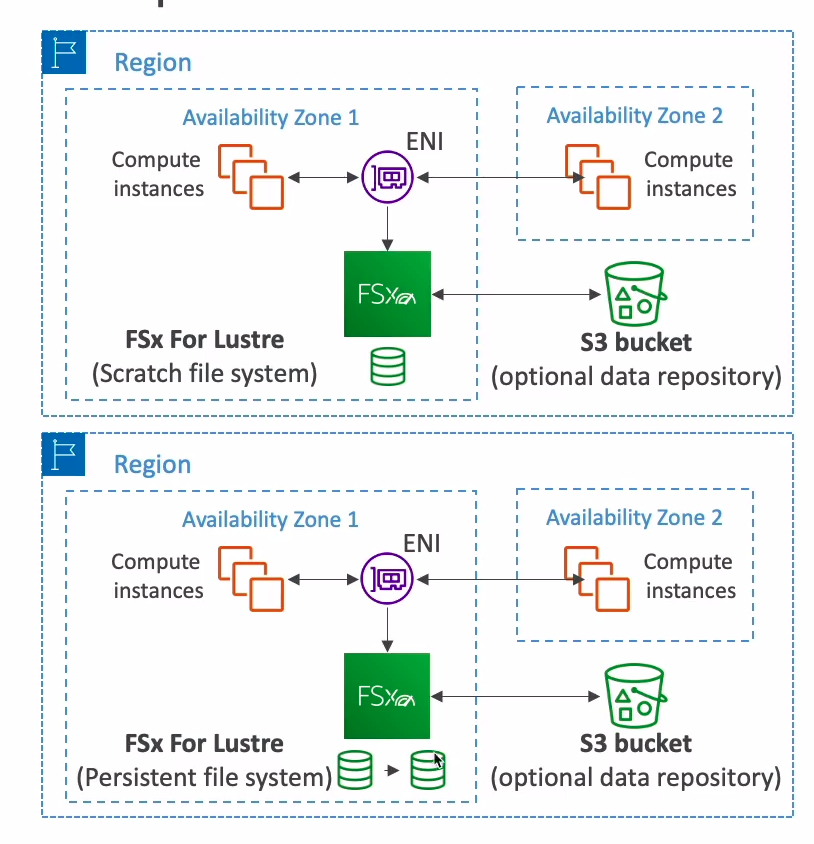 Region
Availability Zone 1
Availability Zone 2
ENI
Compute
instances
Compute
instances
FSx
FSx For Lustre
(Scratch file system)
S3 bucket
(optional data repository)
Region
Availability Zone 1
Availability Zone 2
ENI
Compute
instances
Compute
instances
FSx
FSx For Lustre
(Persistent file system)
S3 bucket
(optional data repository)